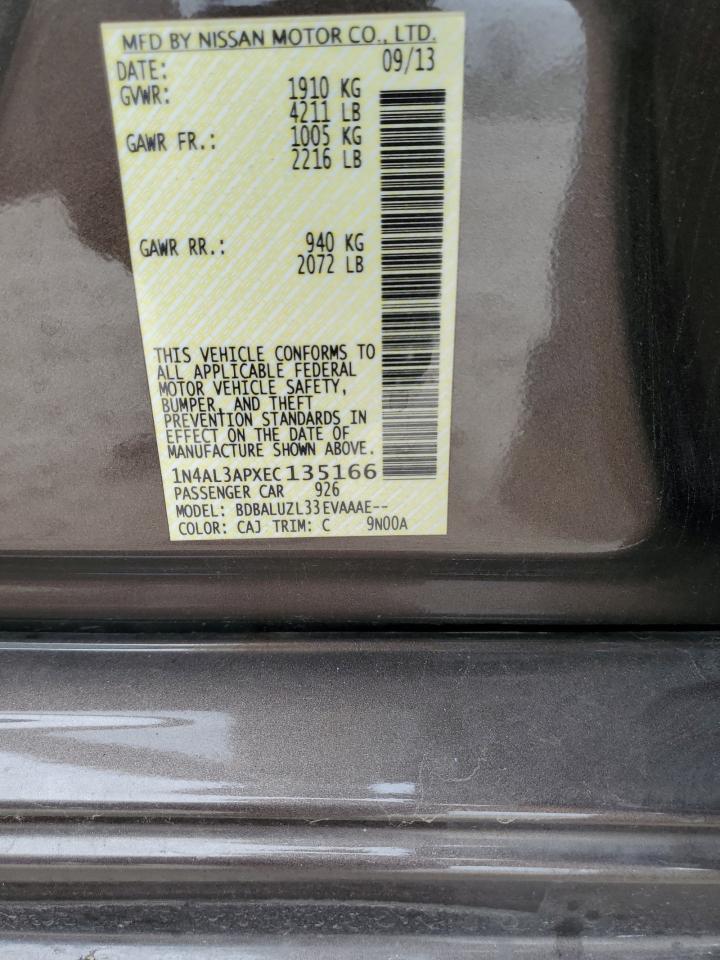 MFD BY NISSAN MOTOR CO., LTD.
DATE: 09/13
GVWR: 1910 KG
4211 LB
GAWR FR.: 1005 KG
2216 LB
GAWR RR.: 940 KG
2072 LB
THIS VEHICLE CONFORMS TO
ALL APPLICABLE FEDERAL
MOTOR VEHICLE SAFETY,
BUMPER, AND THEFT
PREVENTION STANDARDS IN
EFFECT ON THE DATE OF
MANUFACTURE SHOWN ABOVE.
1N4AL3APXEC135166
PASSENGER CAR 926
MODEL: BDBALUZL33EVAAAE--
COLOR: CAJ TRIM: C 9N00A